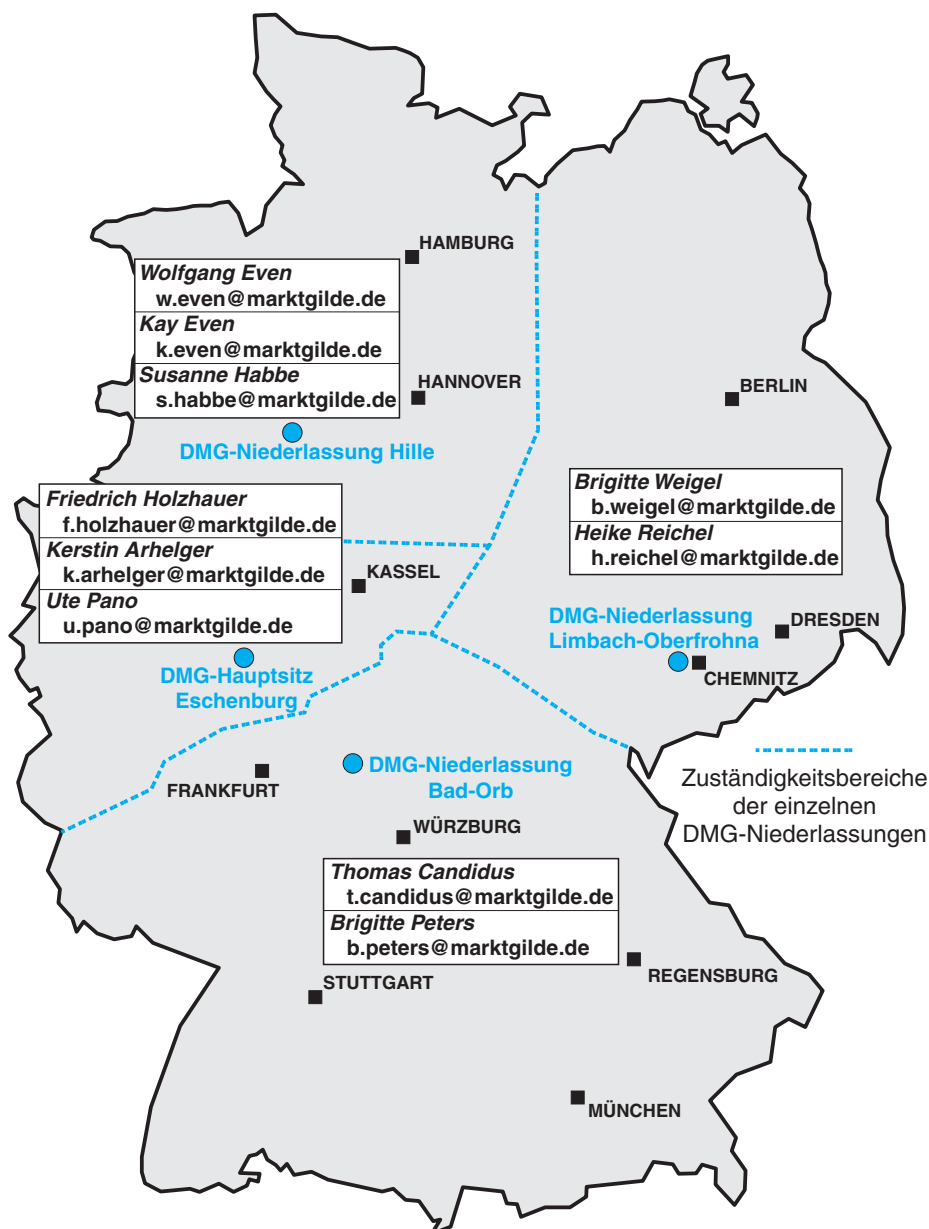 HAMBURG
Wolfgang Even
w.even@marktgilde.de
Kay Even
k.even@marktgilde.de
Susanne Habbe
s.habbe@marktgilde.de
HANNOVER
BERLIN
DMG-Niederlassung Hille
Friedrich Holzhauer
f.holzhauer@marktgilde.de
Kerstin Arhelger
k.arhelger@marktgilde.de
Ute Pano
u.pano@marktgilde.de
KASSEL
Brigitte Weigel
b.weigel@marktgilde.de
Heike Reichel
h.reichel@marktgilde.de
DMG-Niederlassung
Limbach-Oberfrohna
DRESDEN
CHEMNITZ
DMG-Hauptsitz
Eschenburg
FRANKFURT
DMG-Niederlassung
Bad-Orb
Zuständigkeitsbereiche
der einzelnen
DMG-Niederlassungen
WÜRZBURG
Thomas Candidus
t.candidus@marktgilde.de
Brigitte Peters
b.peters@marktgilde.de
STUTTGART
REGENSBURG
MÜNCHEN